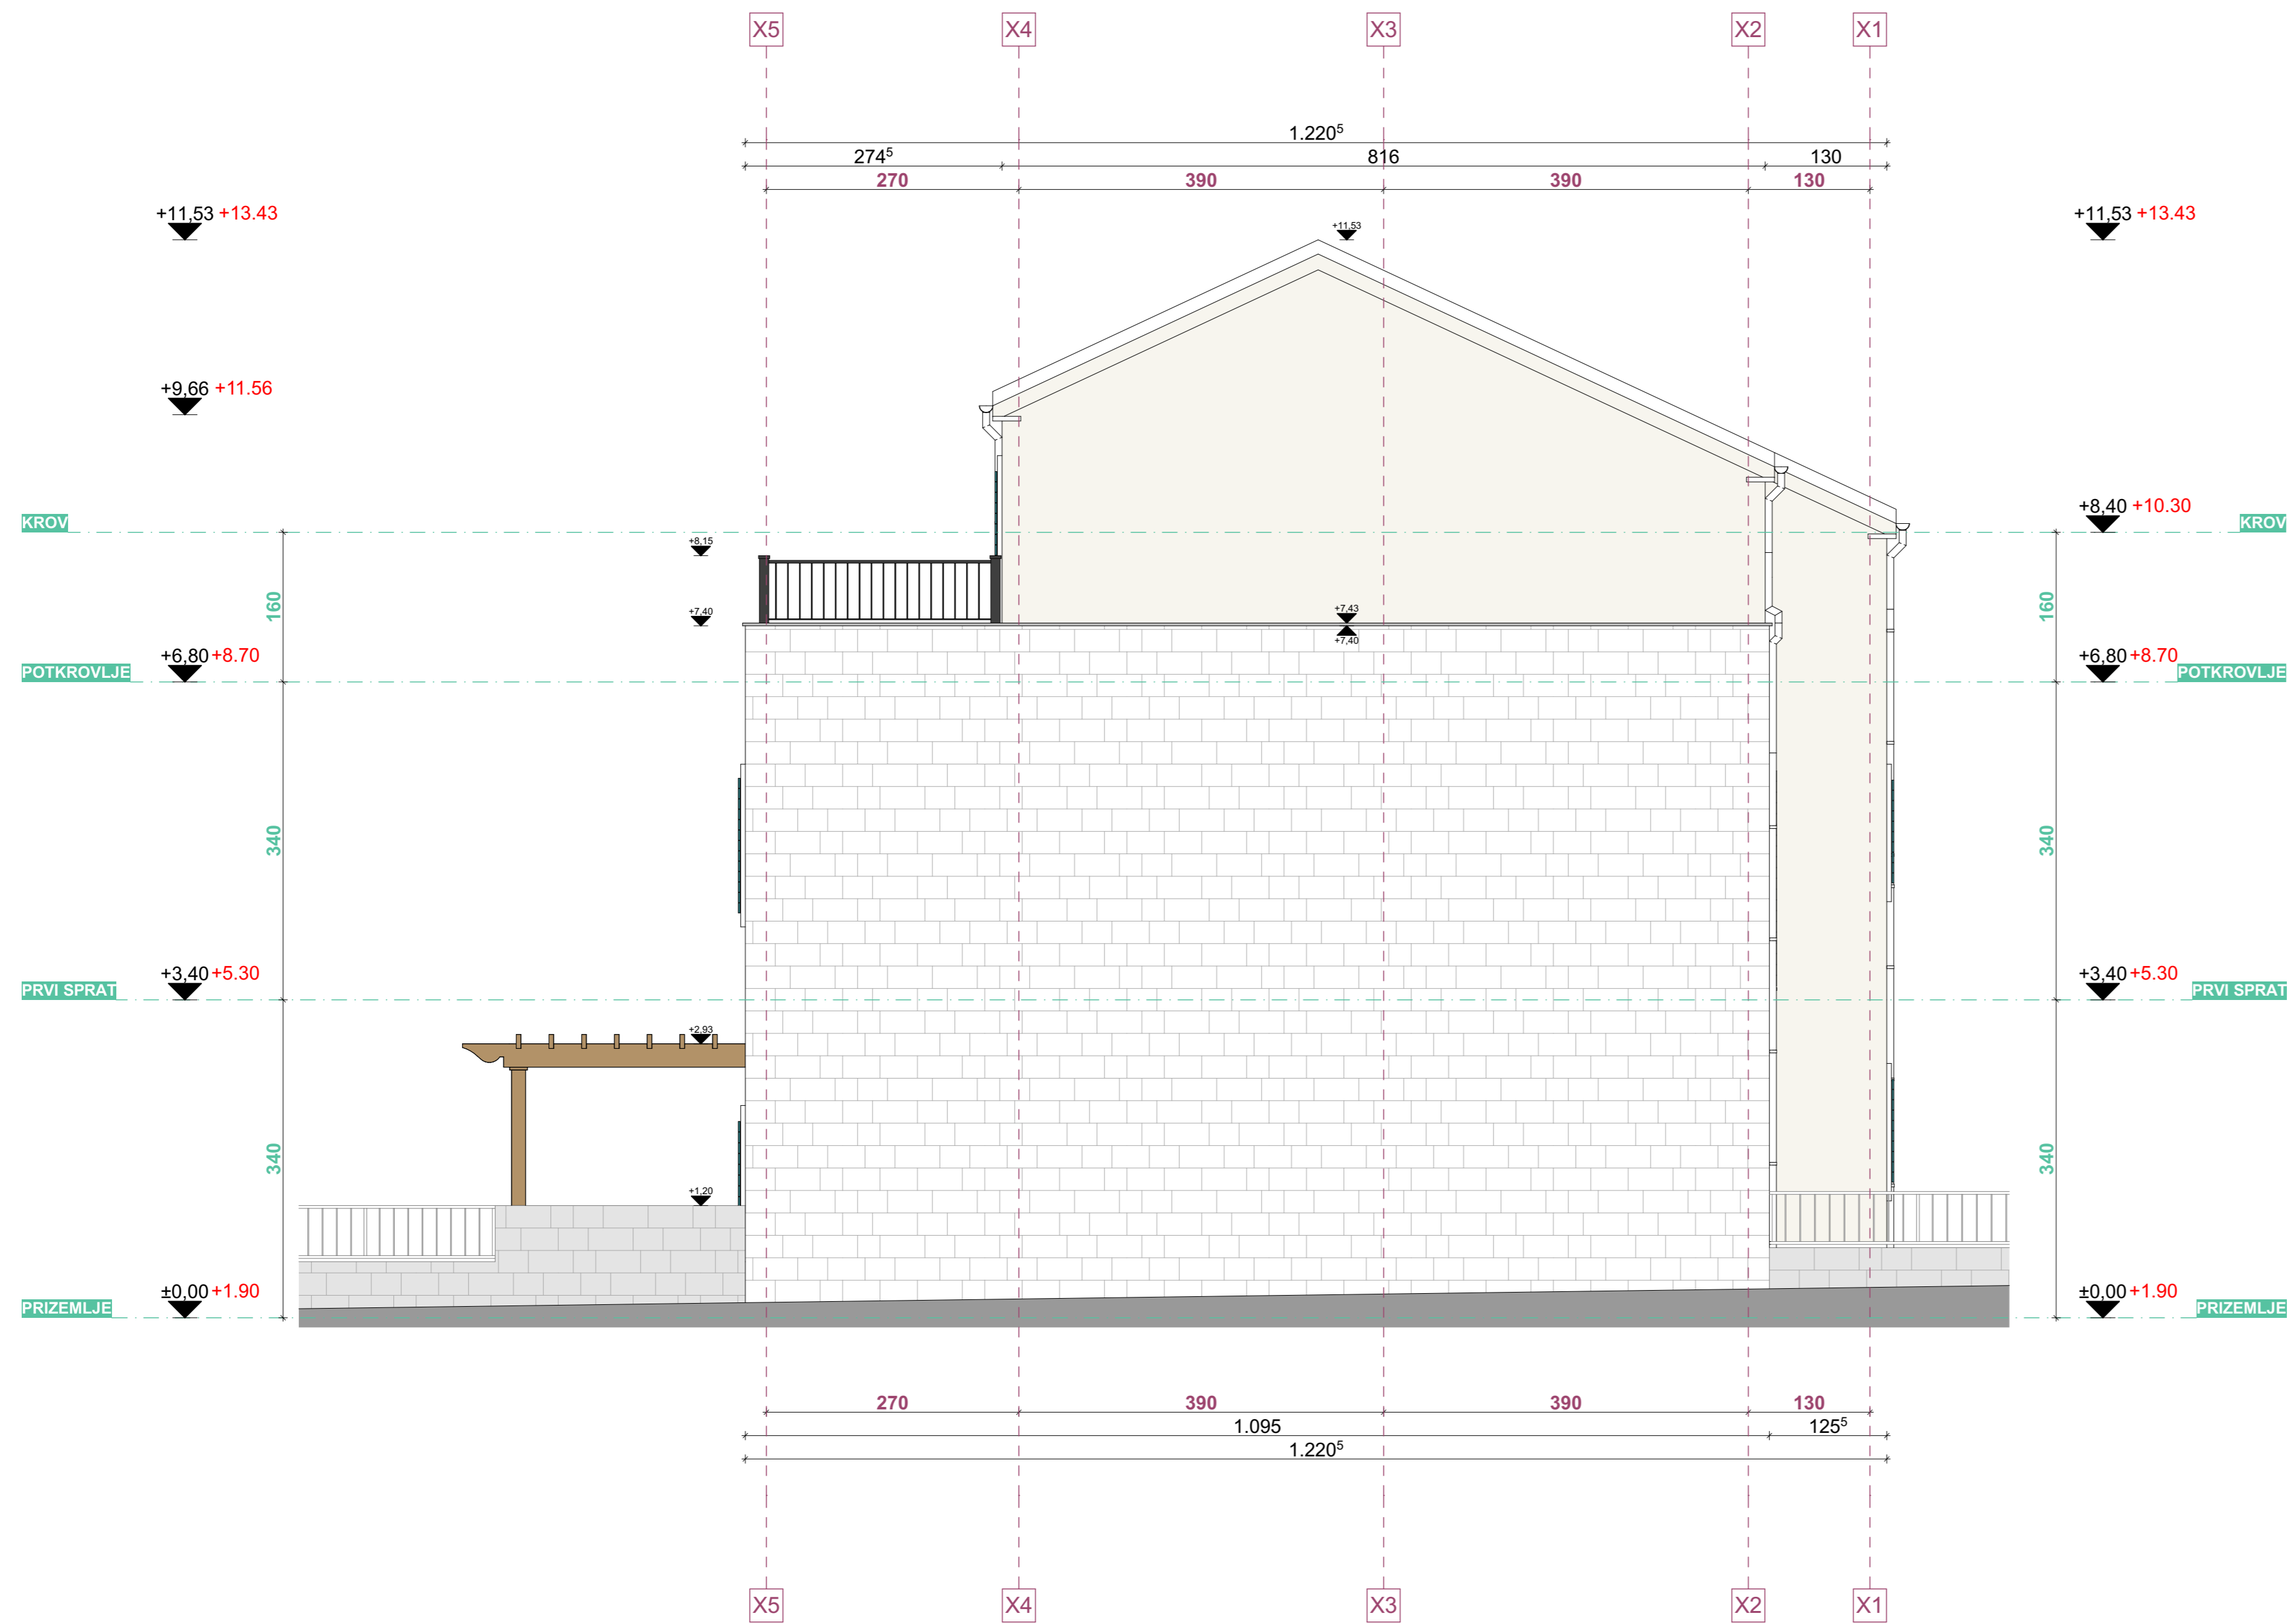 X5 X4 X3 X2 X1
1.220⁵
274⁵ 816 130
270 390 390 130
+11,53 +13.43 +11,53 +11,53 +13.43
+9,66 +11.56
KROV +8,40 +10.30 KROV
+8,15
160 +7,40 +7,43 160
+7,40
POTKROVLJE +6,80 +8.70 +6,80 +8.70 POTKROVLJE
340 340
PRVI SPRAT +3,40 +5.30 +3,40 +5.30 PRVI SPRAT
+2,93
340 340
+1,20
PRIZEMLJE ±0,00 +1.90 ±0,00 +1.90 PRIZEMLJE
270 390 390 130
1.095 125⁵
1.220⁵
X5 X4 X3 X2 X1